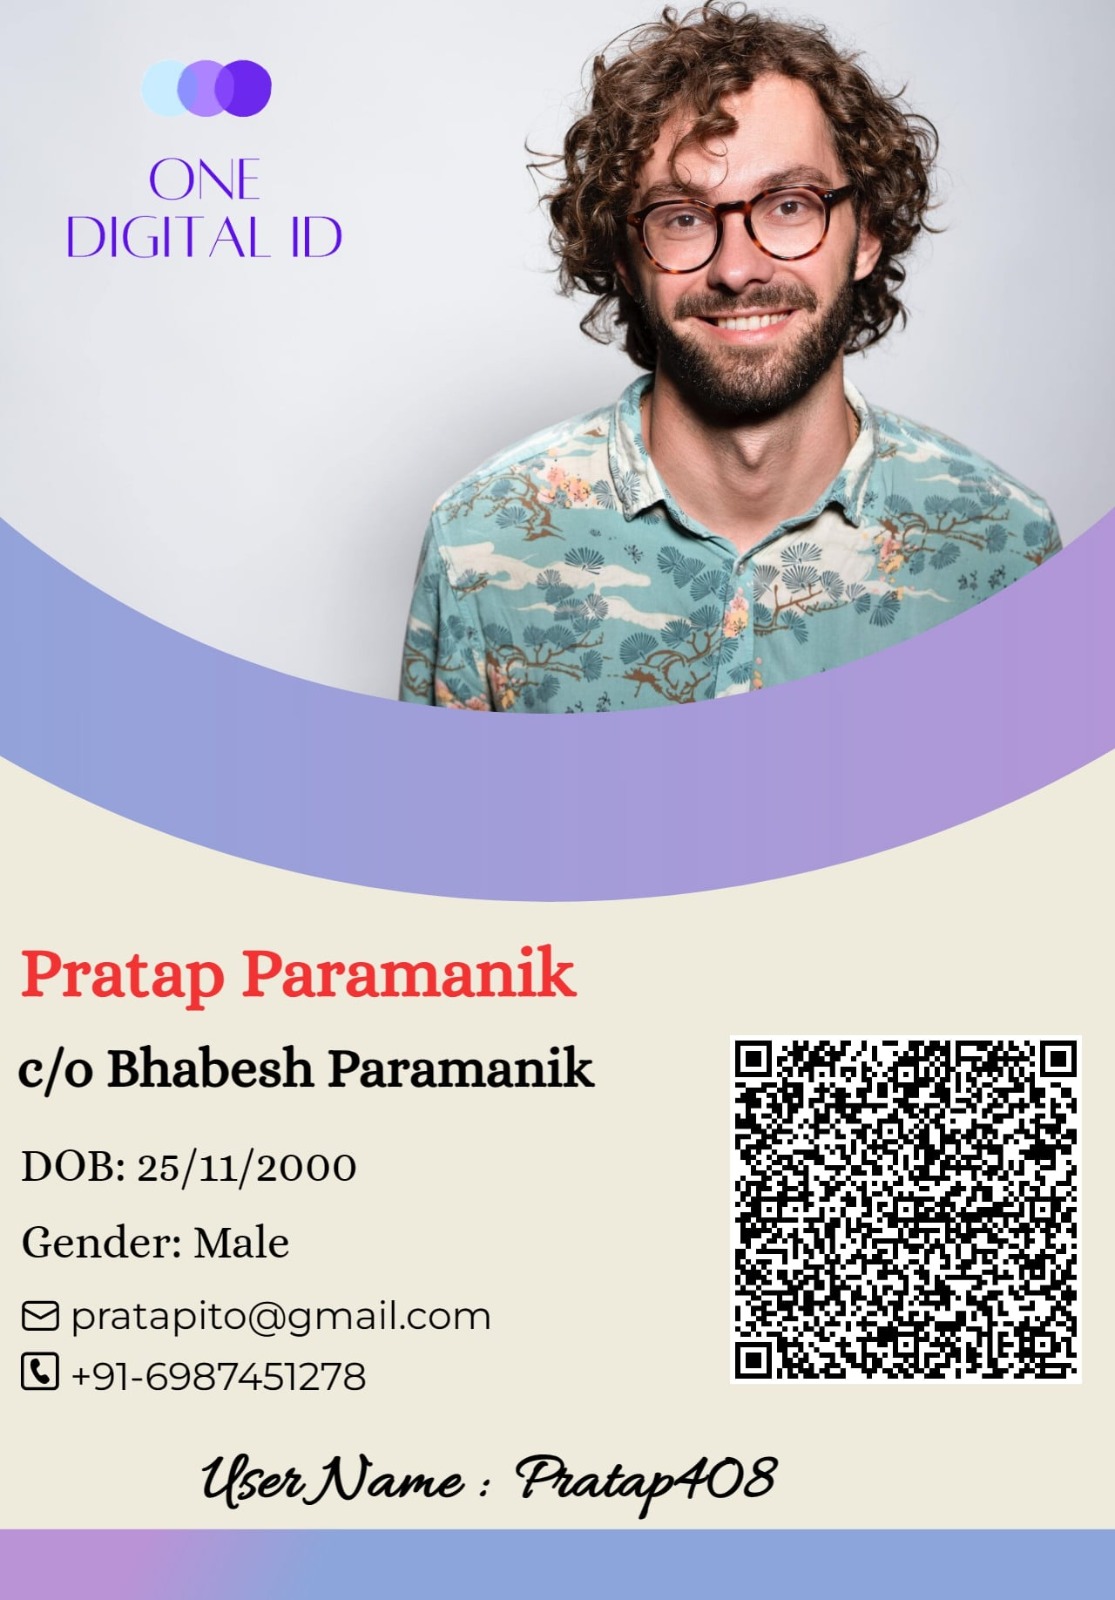 ONE
DIGITAL ID
Pratap Paramanik
c/o Bhabesh Paramanik
DOB: 25/11/2000
Gender: Male
pratapito@gmail.com
+91-6987451278
User Name : Pratap408